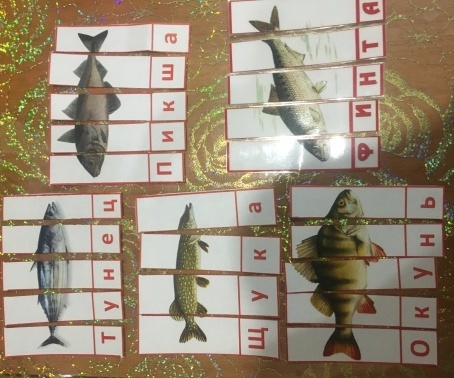 Пикша
Финта
Тунец
Щука
Окунь